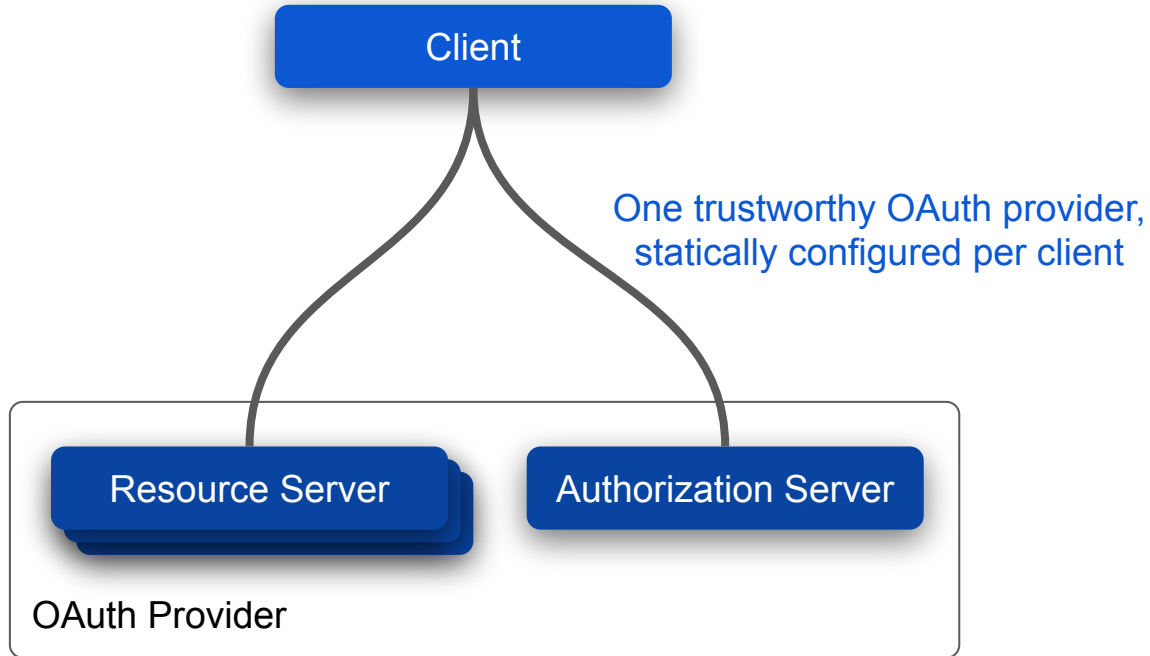 Client
One trustworthy OAuth provider,
statically configured per client
Resource Server
Authorization Server
OAuth Provider